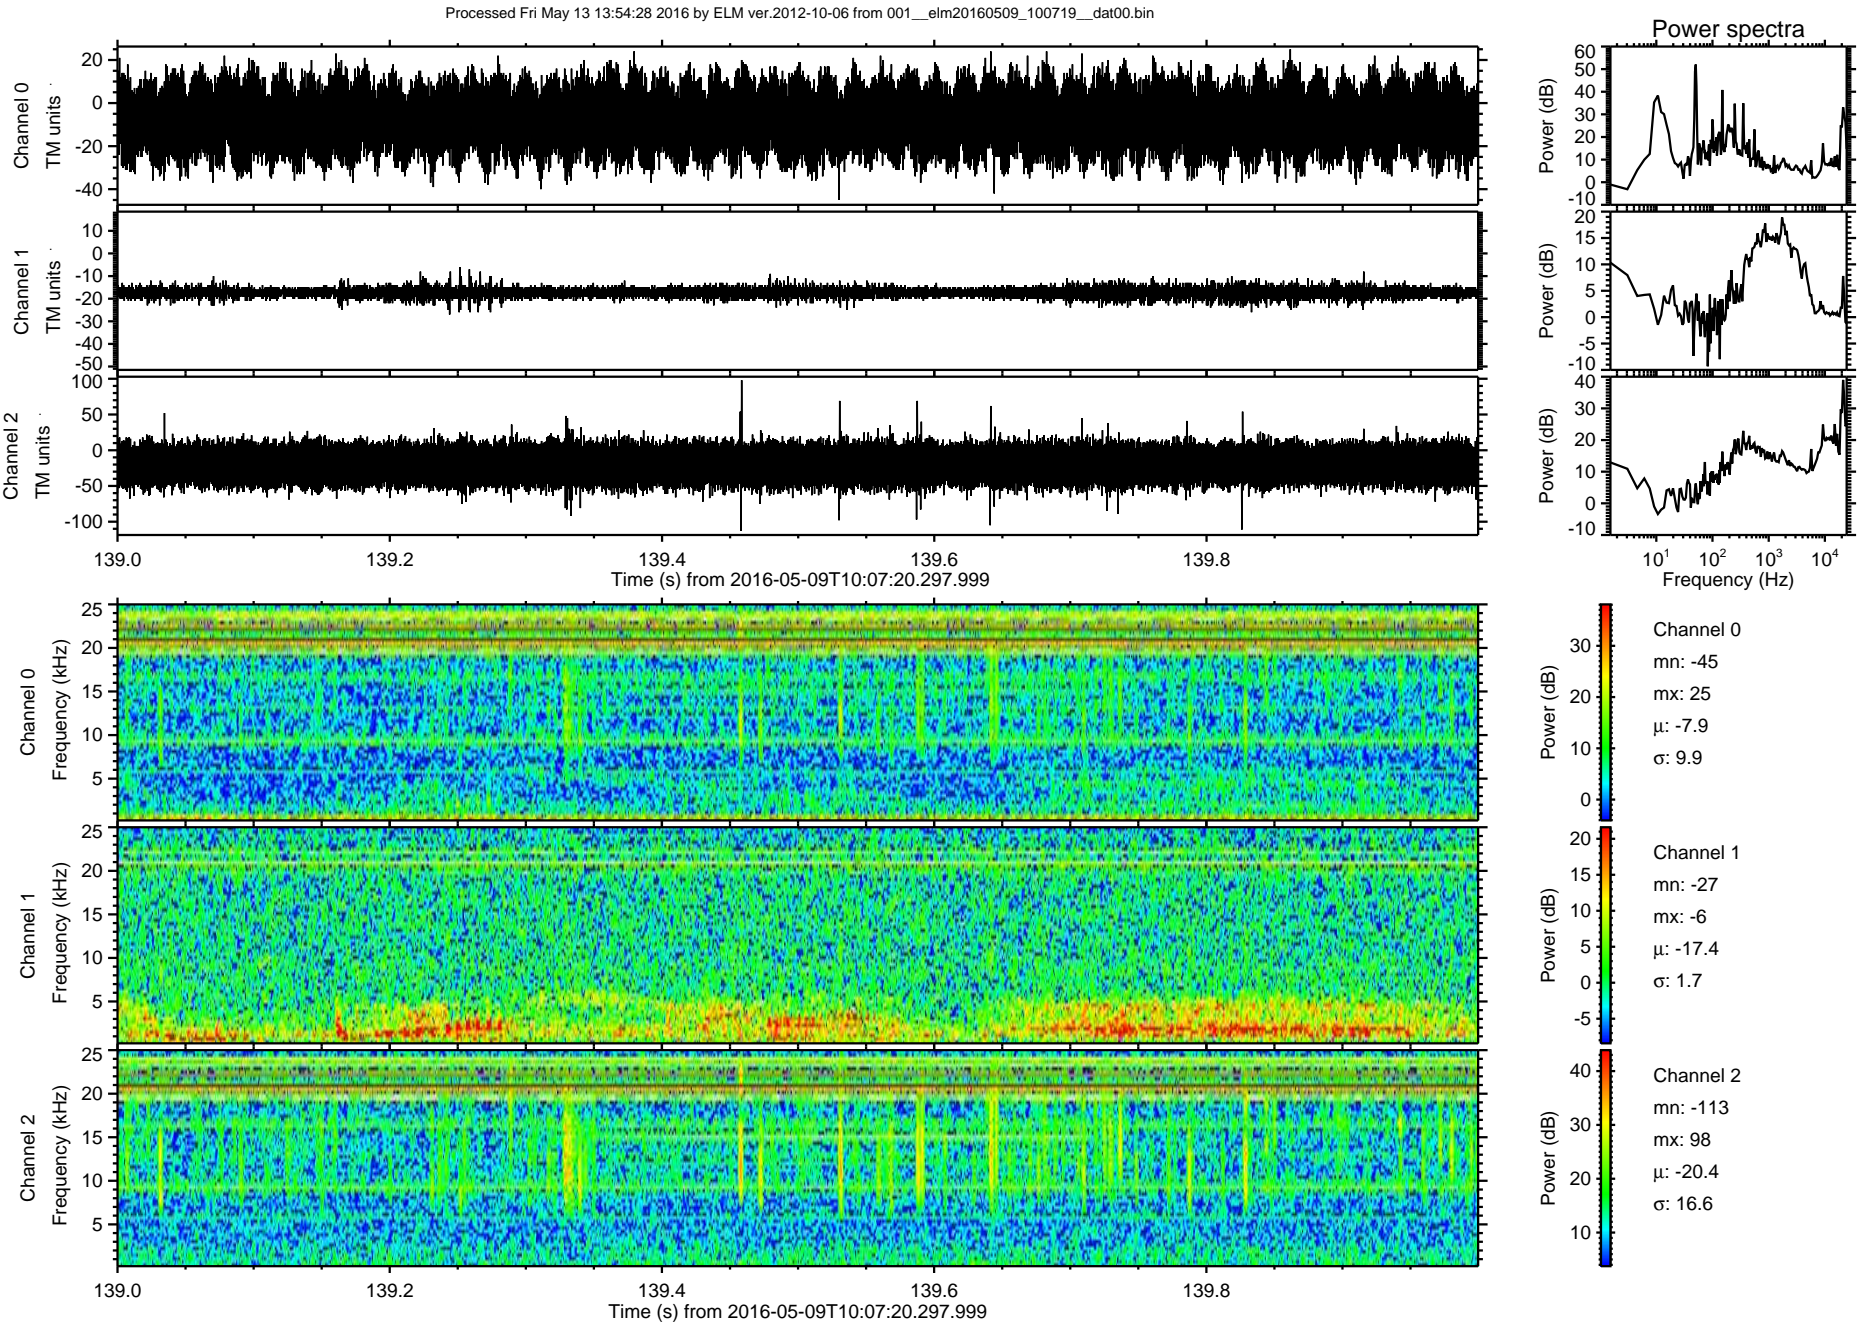 Processed Fri May 13 13:54:28 2016 by ELM ver.2012-10-06 from 001__elm20160509_100719__dat00.bin
Power spectra
Channel 0
TM units
20
0
-20
-40
Power (dB)
60
50
40
30
20
10
0
-10
Channel 1
TM units
10
0
-10
-20
-30
-40
-50
Power (dB)
20
15
10
5
0
-5
-10
Channel 2
TM units
100
50
0
-50
-100
Power (dB)
40
30
20
10
0
-10
139.0 139.2 139.4 139.6 139.8
Time (s) from 2016-05-09T10:07:20.297.999
10^1 10^2 10^3 10^4
Frequency (Hz)
Channel 0
Frequency (kHz)
25
20
15
10
5
Power (dB)
30
20
10
0
Channel 0
mn: -45
mx: 25
μ: -7.9
σ: 9.9
Channel 1
Frequency (kHz)
25
20
15
10
5
Power (dB)
20
15
10
5
0
-5
Channel 1
mn: -27
mx: -6
μ: -17.4
σ: 1.7
Channel 2
Frequency (kHz)
25
20
15
10
5
Power (dB)
40
30
20
10
Channel 2
mn: -113
mx: 98
μ: -20.4
σ: 16.6
139.0 139.2 139.4 139.6 139.8
Time (s) from 2016-05-09T10:07:20.297.999